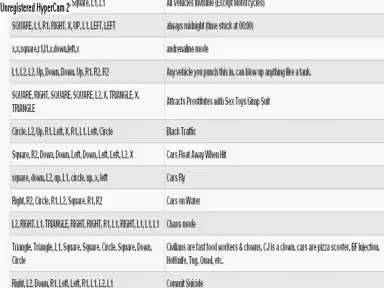 Unregistered HyperCam 2
Square, L1, L1 All Vehicles Invisible (Except Motorcycles)
SQUARE, L1, R1, RIGHT, X, UP, L1, LEFT, LEFT always midnight (time stuck at 00:00)
x,x,square,r1,l1,x,down,left,x andrenaline mode
L1, L2, L2, Up, Down, Down, Up, R1, R2, R2 Any vehicle you punch this in, can blow up anything like a tank.
SQUARE, RIGHT, SQUARE, SQUARE, L2, X, TRIANGLE, X,
TRIANGLE
Attracts Prostitutes with Sex Toys Gimp Suit
Circle, L2, Up, R1, Left, X, R1, L1, Left, Circle Black Traffic
Square, R2, Down, Down, Left, Down, Left, Left, L2, X Cars Float Away When Hit
square, down, L2, up, L1, circle, up, x, left Cars Fly
Right, R2, Circle, R1, L2, Square, R1, R2 Cars on Water
L2, RIGHT, L1, TRIANGLE, RIGHT, RIGHT, R1, L1, RIGHT, L1, L1, L1 Chaos mode
Triangle, Triangle, L1, Square, Square, Circle, Square, Down,
Circle
Civilians are fast food workers & clowns, CJ is a clown, cars are pizza scooter, BF Injection,
HotKnife, Tug, Quad, etc.
Right, L2, Down, R1, Left, Left, R1, L1, L2, L1 Commit Suicide